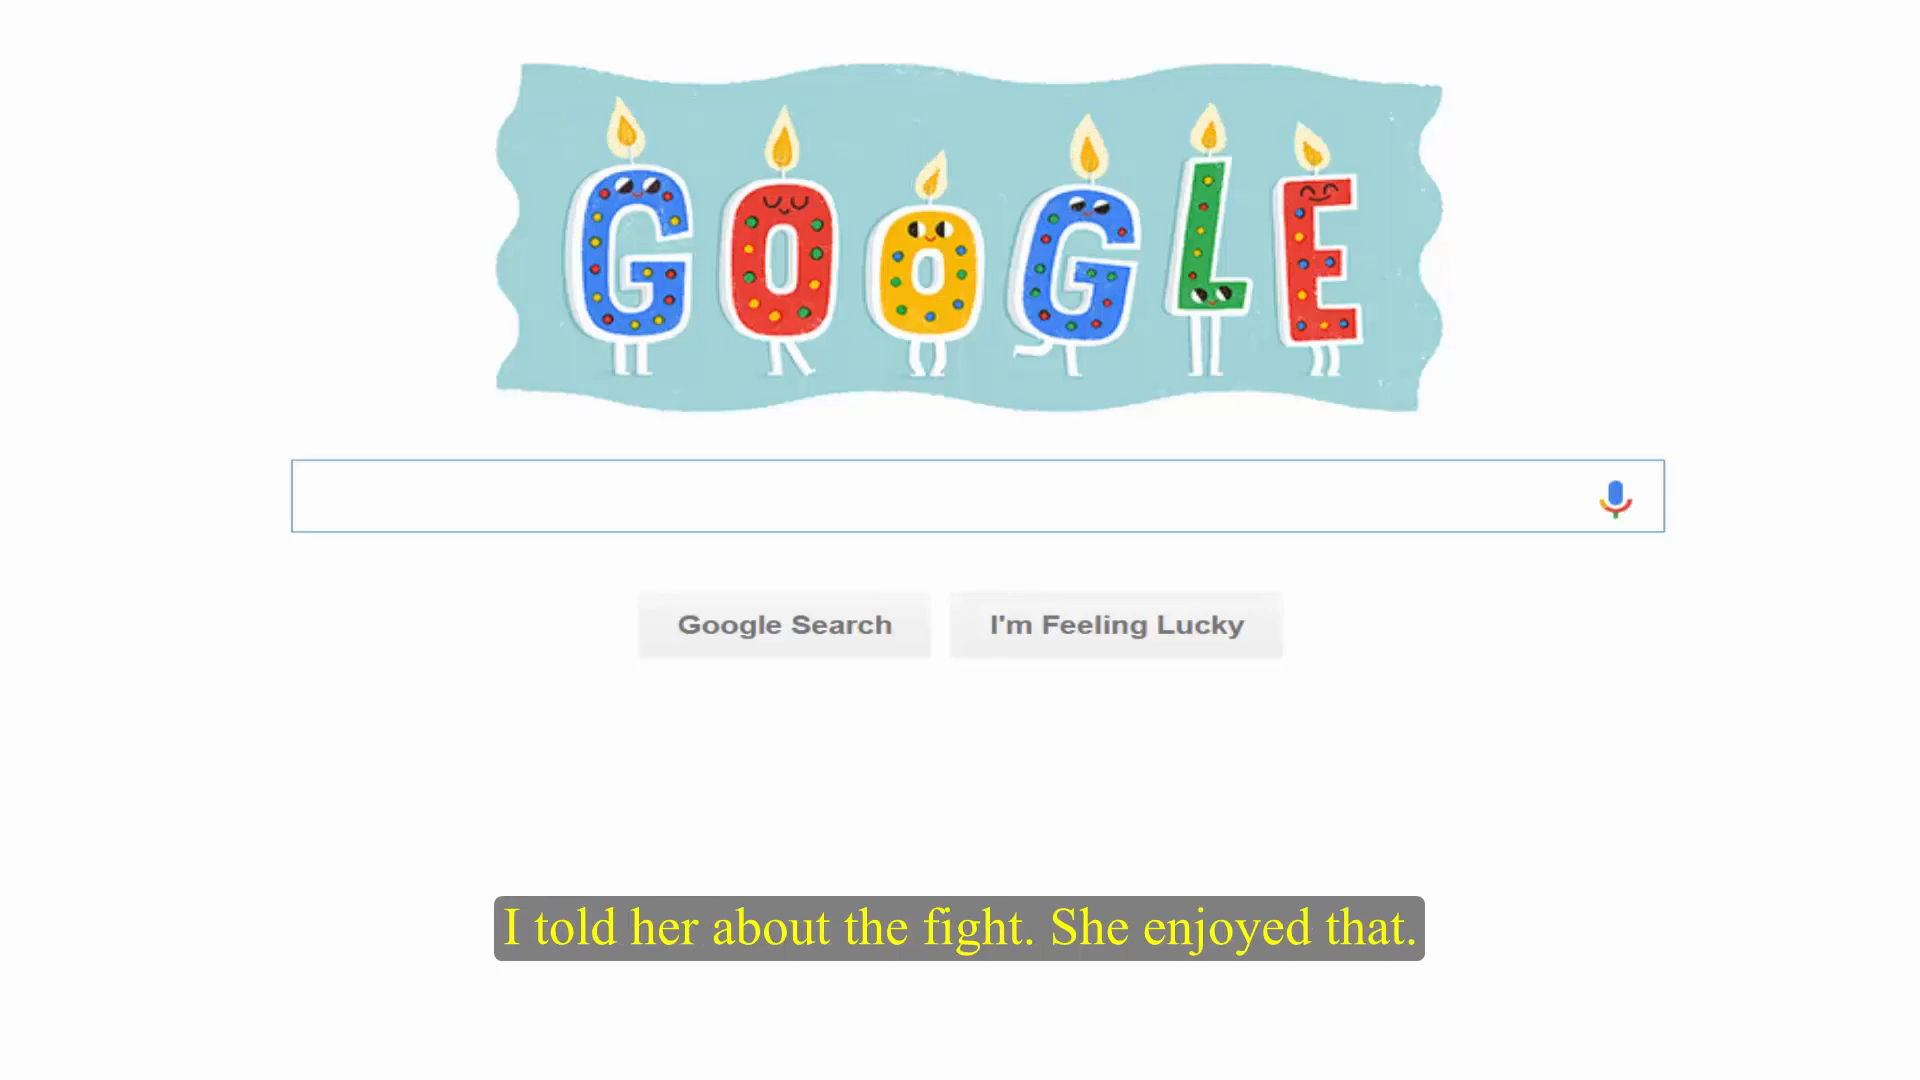 GOOGLE
Google Search
I'm Feeling Lucky
I told her about the fight. She enjoyed that.